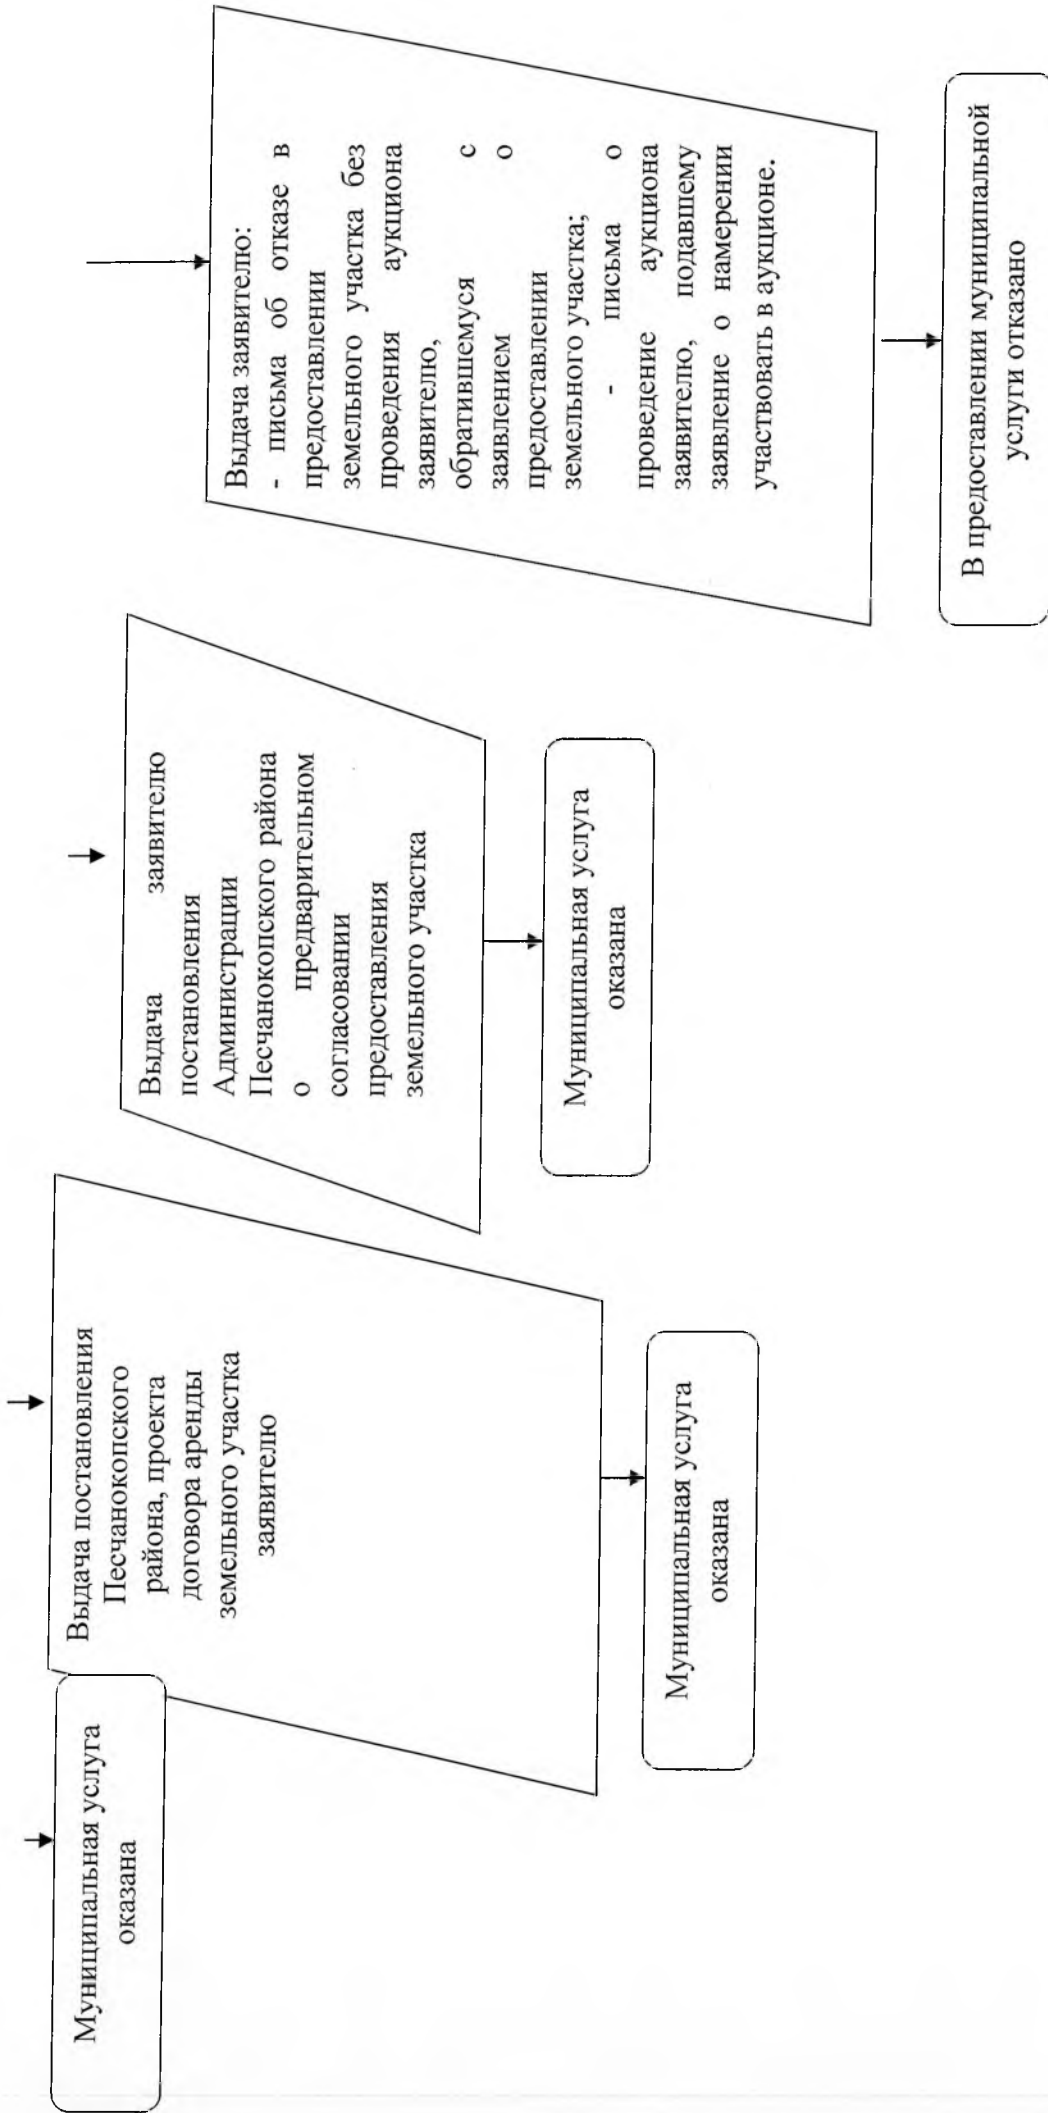 Муниципальная услуга
оказана
Выдача постановления
Песчанокопского
района, проекта
договора аренды
земельного участка
заявителю
Муниципальная услуга
оказана
Выдача заявителю
постановления
Администрации
Песчанокопского район
о предварительном
согласовании
предоставления
земельного участка
Муниципальная услуга
оказана
Выдача заявителю:
- письма об отказе в
предоставлении
земельного участка без
проведения аукциона
заявителю,
обратившемуся с
заявлением о
предоставлении
земельного участка;
- письма о
проведение аукциона
заявителю, подавшему
заявление о намерении
участвовать в аукционе.
В предоставлении муниципальной
услуги отказано